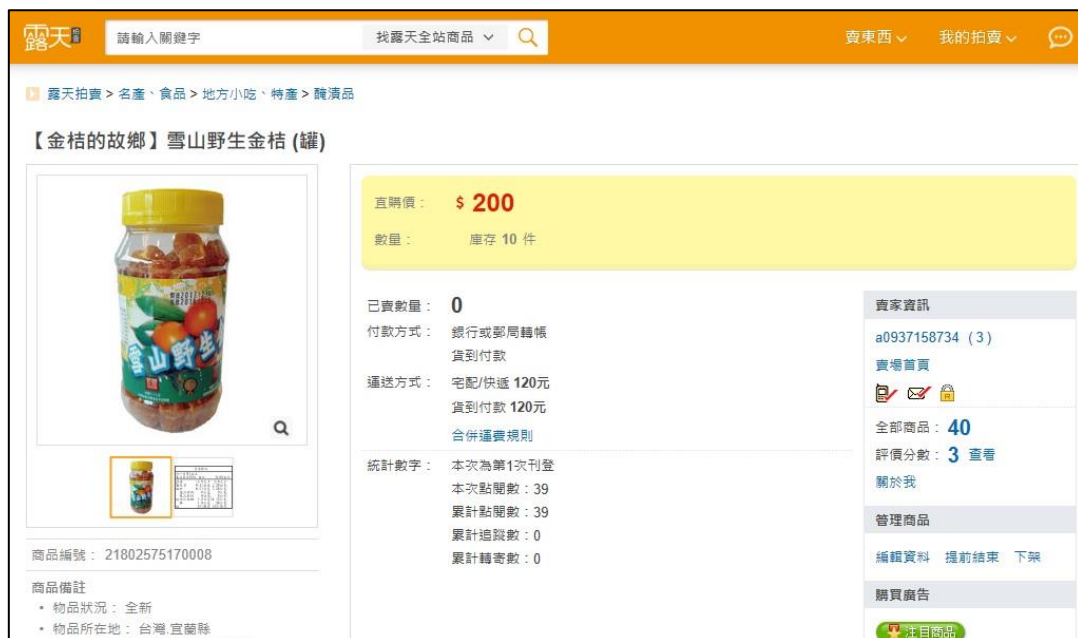 露天拍賣
請輸入關鍵字
找露天全站商品
賣東西
我的拍賣
露天拍賣 > 名產、食品 > 地方小吃、特產 > 醃漬品
【金桔的故鄉】雪山野生金桔 (罐)
雪山野生
直購價： $ 200
數量： 庫存 10 件
已賣數量： 0
付款方式： 銀行或郵局轉帳
貨到付款
運送方式： 宅配/快遞 120元
貨到付款 120元
合併運費規則
統計數字： 本次為第1次刊登
本次點閱數：39
累計點閱數：39
累計追蹤數：0
累計轉寄數：0
賣家資訊
a0937158734 (3)
賣場首頁
全部商品：40
評價分數：3 查看
關於我
管理商品
編輯資料 提前結束 下架
購買廣告
注目商品
商品編號： 21802575170008
商品備註
• 物品狀況： 全新
• 物品所在地： 台灣.宜蘭縣